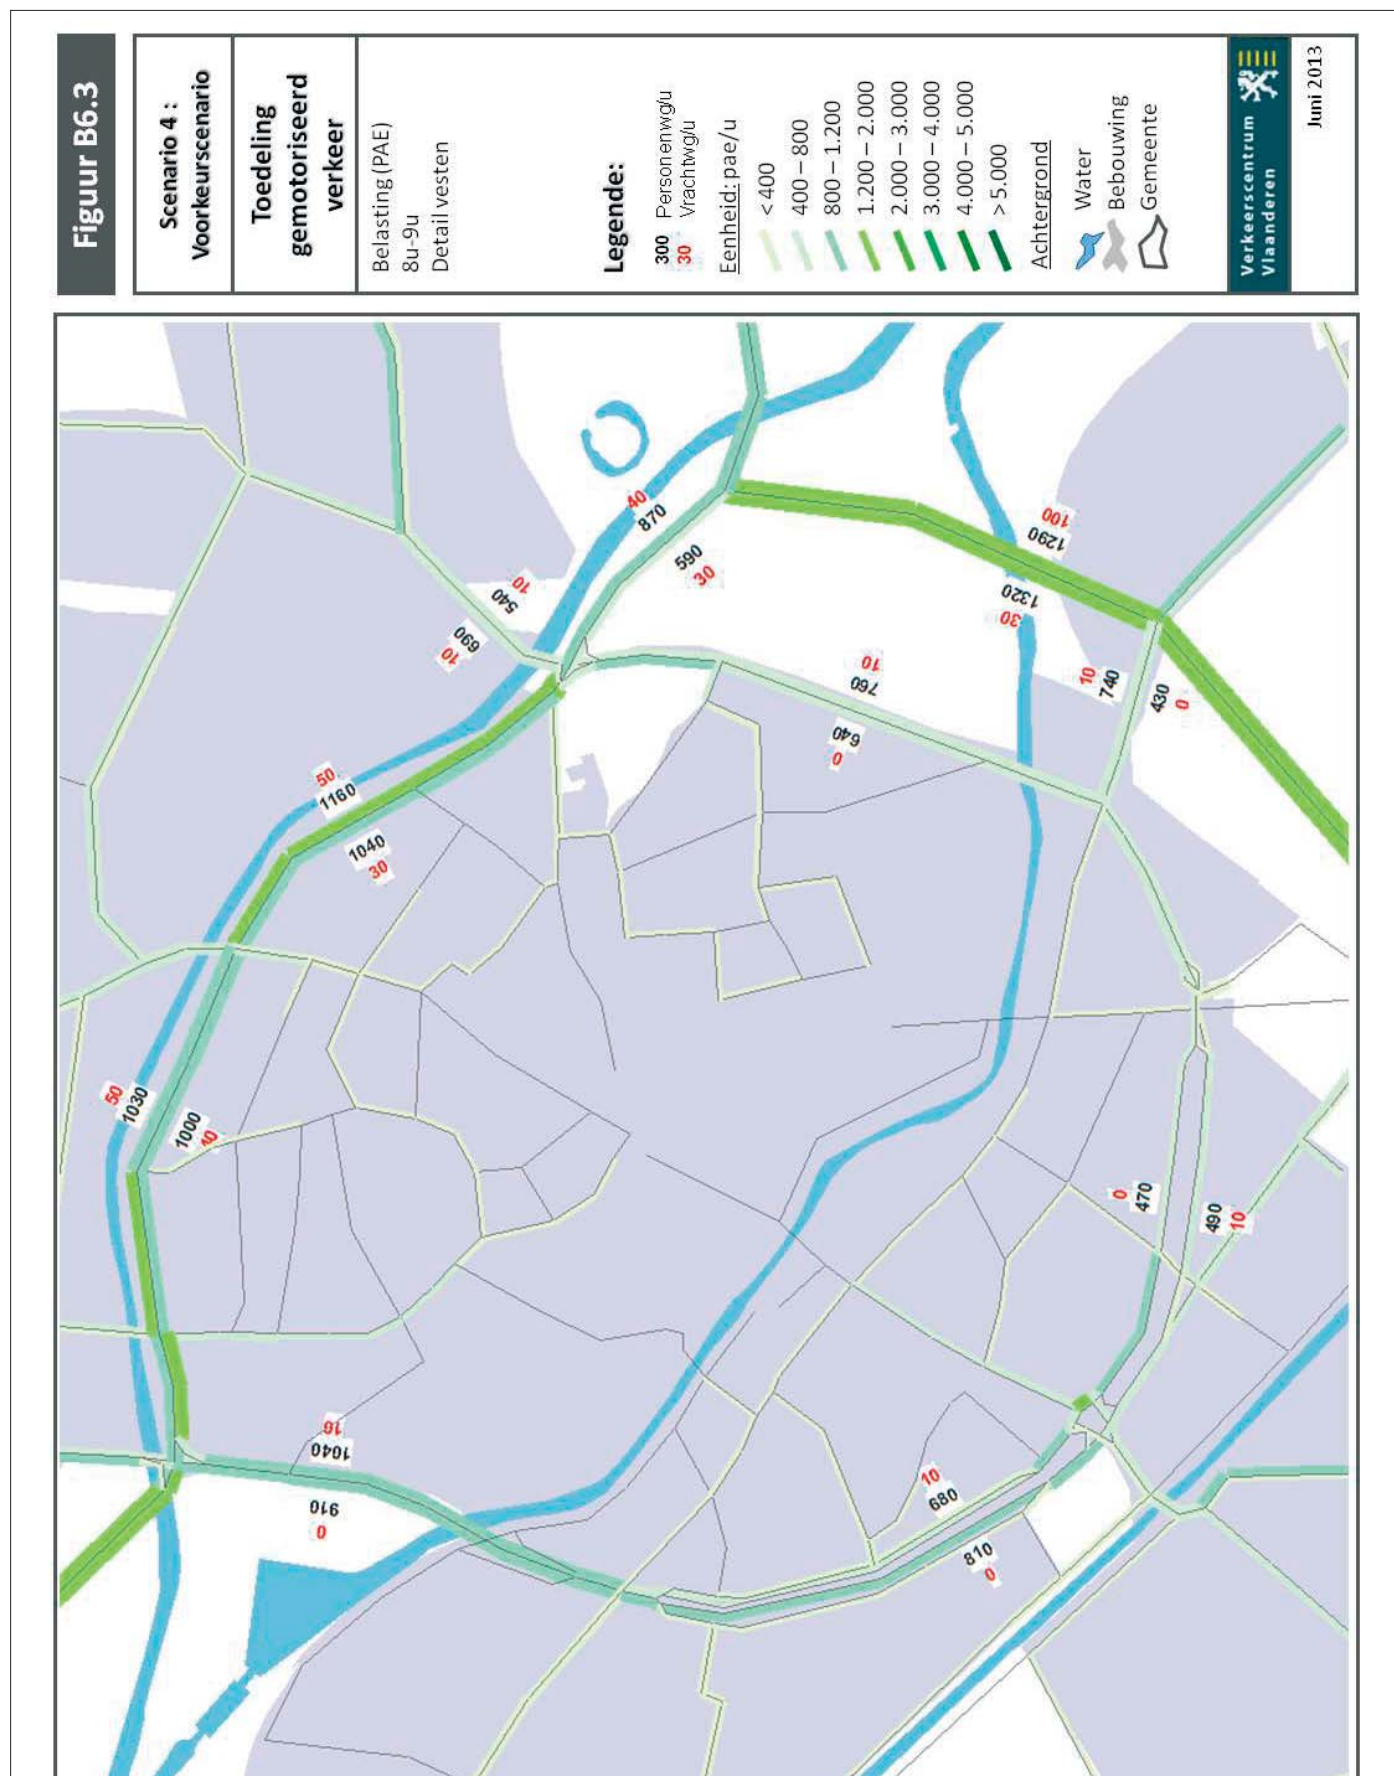 Figuur B6.3
Scenario 4 :
Voorkeurscenario
Toedeling
gemotoriseerd
verkeer
Belasting (PAE)
8u-9u
Detail vesten
Legende:
300 Personenwg/u
30 Vrachtwg/u
Eenheid: pae/u
< 400
400 – 800
800 – 1.200
1.200 – 2.000
2.000 – 3.000
3.000 – 4.000
4.000 – 5.000
> 5.000
Achtergrond
Water
Bebouwing
Gemeente
Verkeerscentrum
Vlaanderen
Juni 2013
40
870
590
30
10
540
690
10
50
1160
1040
30
50
1030
1000
10
1040
910
0
10
760
640
0
100
1290
1320
30
10
740
430
0
0
470
490
10
10
680
810
0